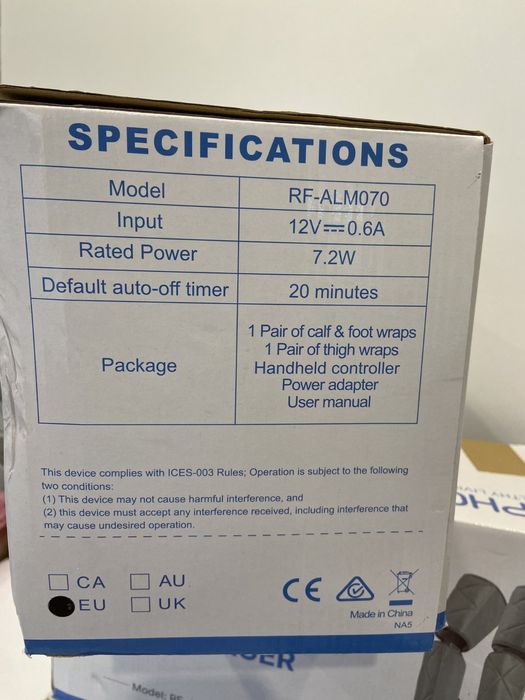 SPECIFICATIONS
Model RF-ALM070
Input 12V⎓0.6A
Rated Power 7.2W
Default auto-off timer 20 minutes
Package
1 Pair of calf & foot wraps
1 Pair of thigh wraps
Handheld controller
Power adapter
User manual
This device complies with ICES-003 Rules; Operation is subject to the following
two conditions:
(1) This device may not cause harmful interference, and
(2) this device must accept any interference received, including interference that
may cause undesired operation.
CA AU
EU UK
CE
Made in China
NA5
Model: